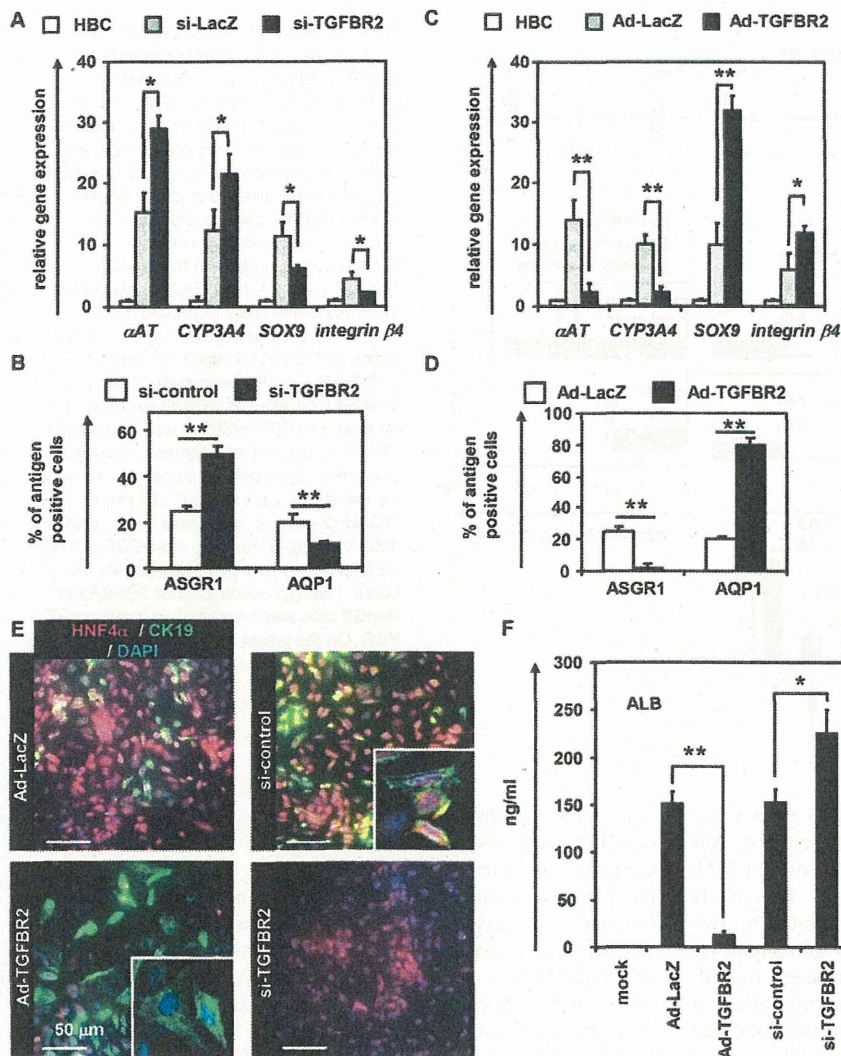 A
HBC si-LacZ si-TGFBR2
relative gene expression
40
30
20
10
0
* * * *
αAT CYP3A4 SOX9 integrin β4
B
si-control si-TGFBR2
% of antigen positive cells
60
40
20
0
** **
ASGR1 AQP1
C
HBC Ad-LacZ Ad-TGFBR2
relative gene expression
40
30
20
10
0
** ** ** *
αAT CYP3A4 SOX9 integrin β4
D
Ad-LacZ Ad-TGFBR2
% of antigen positive cells
100
80
60
40
20
0
** **
ASGR1 AQP1
E
HNF4α / CK19
/ DAPI
Ad-LacZ
si-control
Ad-TGFBR2
50 μm
si-TGFBR2
F
ALB
ng/ml
300
250
200
150
100
50
0
** *
mock
Ad-LacZ
Ad-TGFBR2
si-control
si-TGFBR2